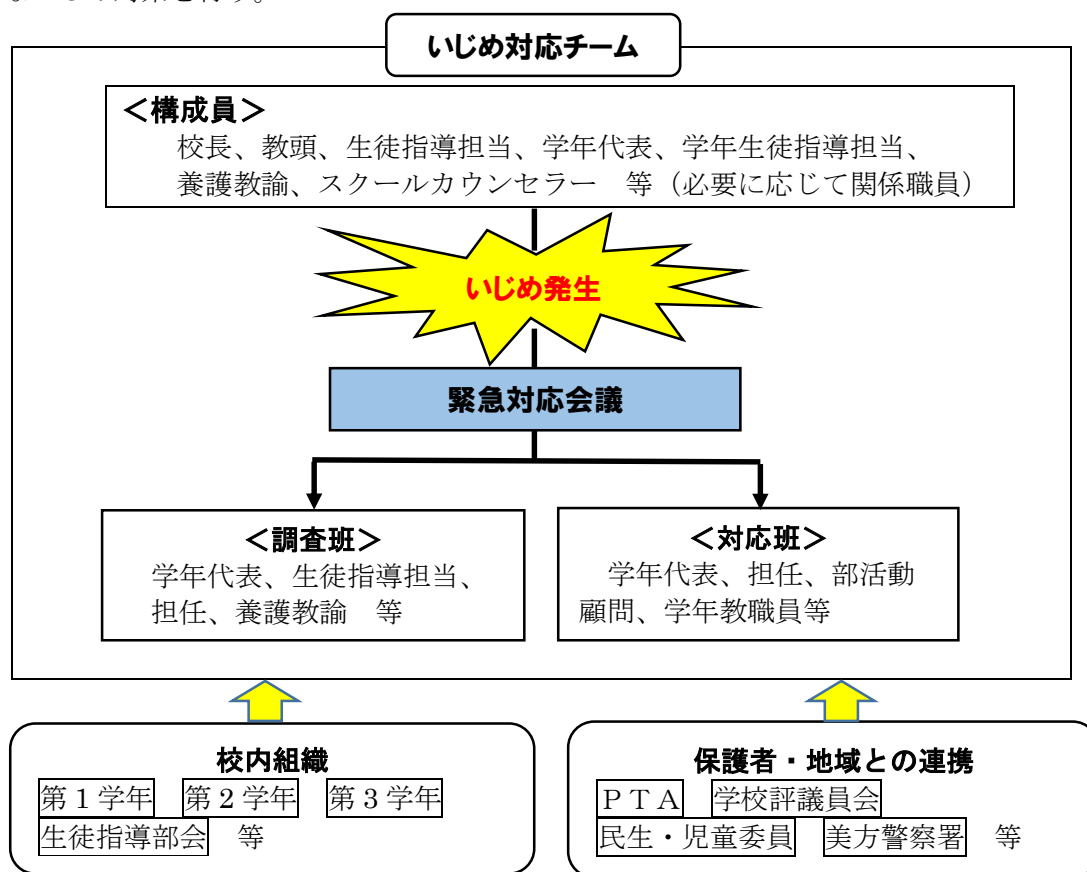 いじめ対応チーム
＜構成員＞
校長、教頭、生徒指導担当、学年代表、学年生徒指導担当、
養護教諭、スクールカウンセラー　等（必要に応じて関係職員）
いじめ発生
緊急対応会議
＜調査班＞
学年代表、生徒指導担当、
担任、養護教諭　等
＜対応班＞
学年代表、担任、部活動
顧問、学年教職員等
校内組織
第１学年　第２学年　第３学年
生徒指導部会　等
保護者・地域との連携
ＰＴＡ　学校評議員会
民生・児童委員　美方警察署　等